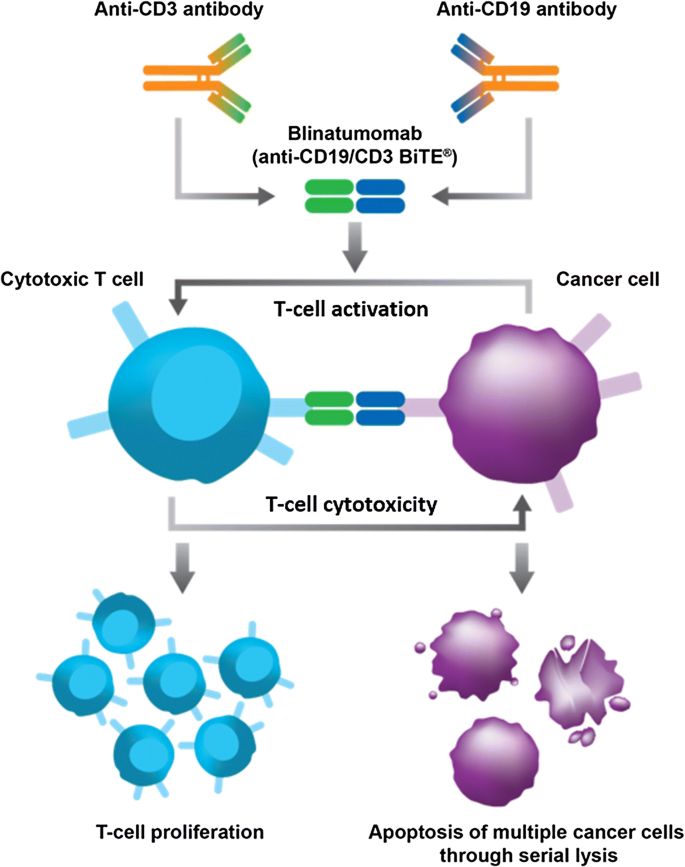 Anti-CD3 antibody
Anti-CD19 antibody
Blinatumomab
(anti-CD19/CD3 BiTE®)
Cytotoxic T cell
Cancer cell
T-cell activation
T-cell cytotoxicity
T-cell proliferation
Apoptosis of multiple cancer cells
through serial lysis